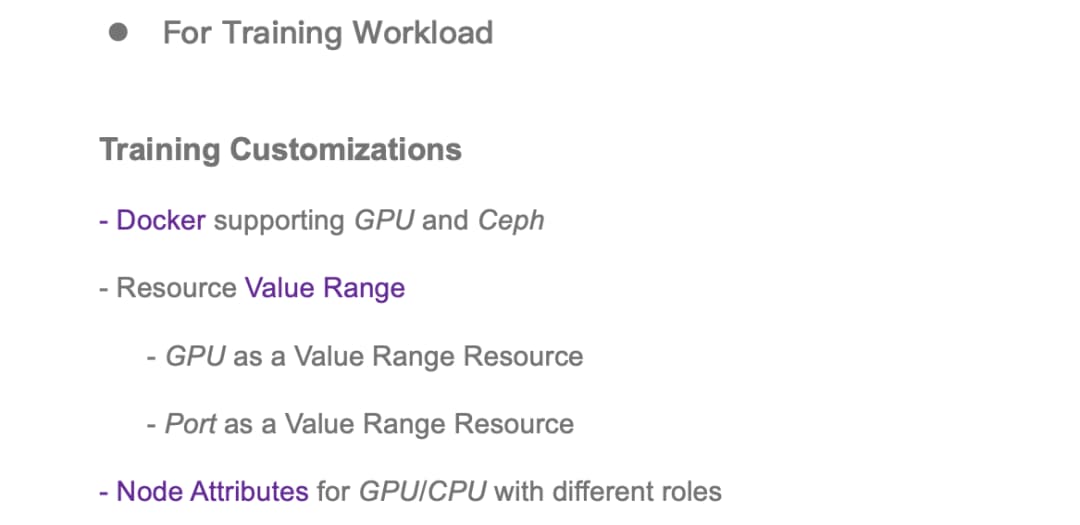 ● For Training Workload
Training Customizations
- Docker supporting GPU and Ceph
- Resource Value Range
- GPU as a Value Range Resource
- Port as a Value Range Resource
- Node Attributes for GPU/CPU with different roles